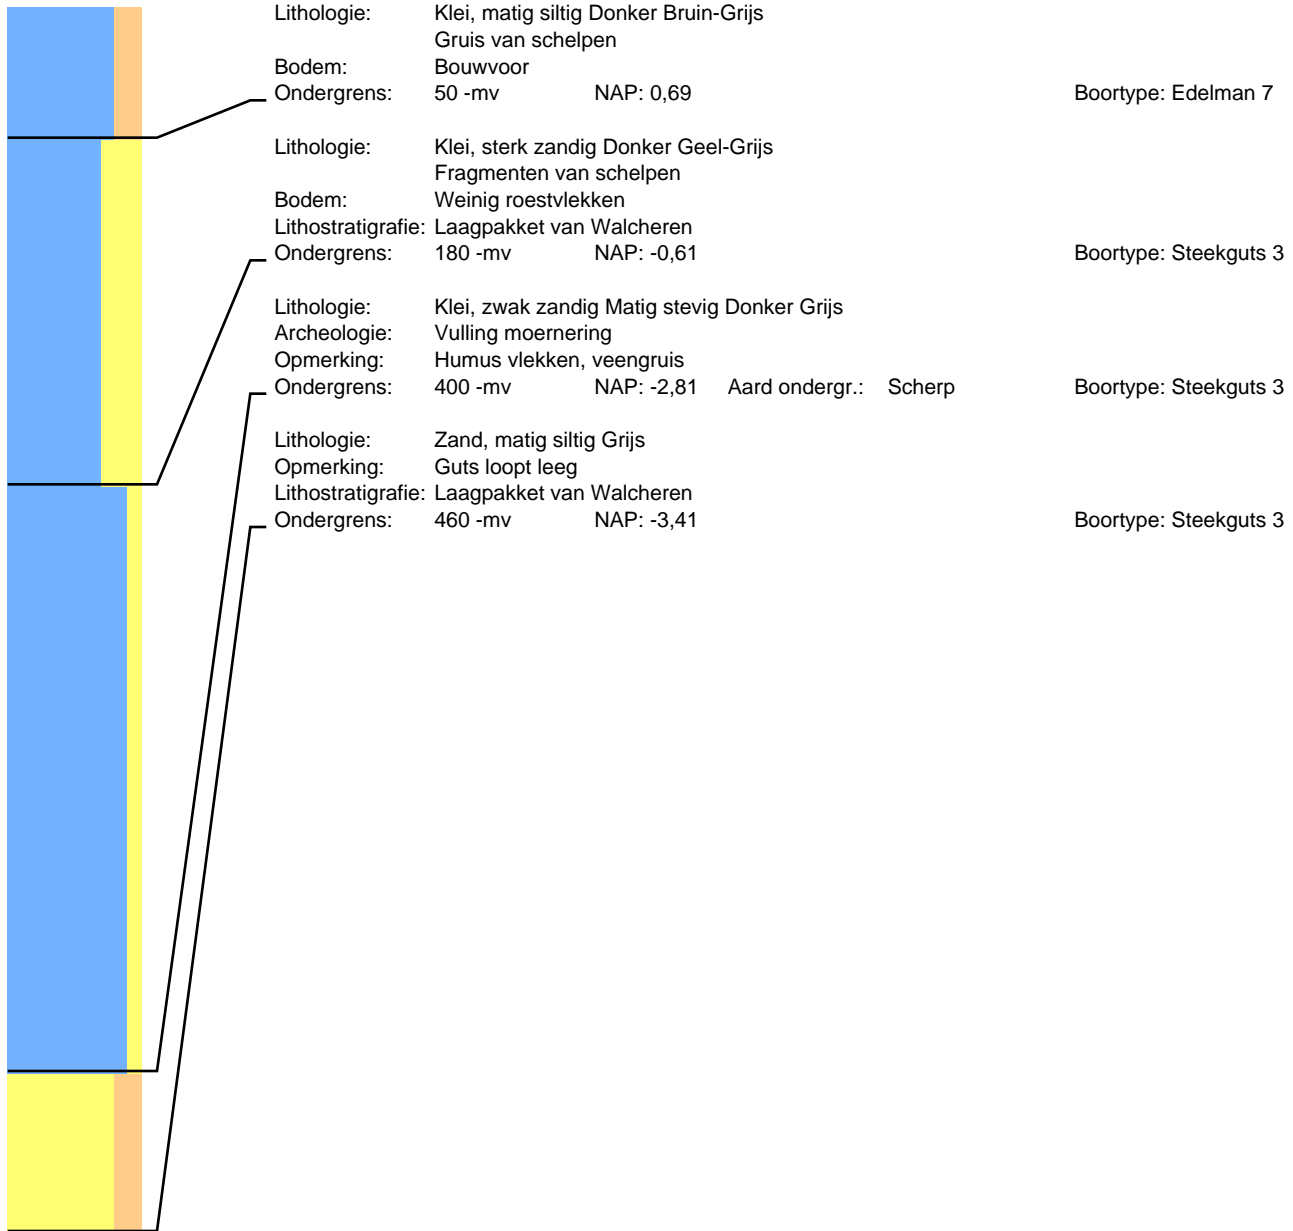 Lithologie: Klei, matig siltig Donker Bruin-Grijs
Gruis van schelpen
Bodem: Bouwvoor
Ondergrens: 50 -mv NAP: 0,69 Boortype: Edelman 7
Lithologie: Klei, sterk zandig Donker Geel-Grijs
Fragmenten van schelpen
Bodem: Weinig roestvlekken
Lithostratigrafie: Laagpakket van Walcheren
Ondergrens: 180 -mv NAP: -0,61 Boortype: Steekguts 3
Lithologie: Klei, zwak zandig Matig stevig Donker Grijs
Archeologie: Vulling moernering
Opmerking: Humus vlekken, veengruis
Ondergrens: 400 -mv NAP: -2,81 Aard ondergr.: Scherp Boortype: Steekguts 3
Lithologie: Zand, matig siltig Grijs
Opmerking: Guts loopt leeg
Lithostratigrafie: Laagpakket van Walcheren
Ondergrens: 460 -mv NAP: -3,41 Boortype: Steekguts 3